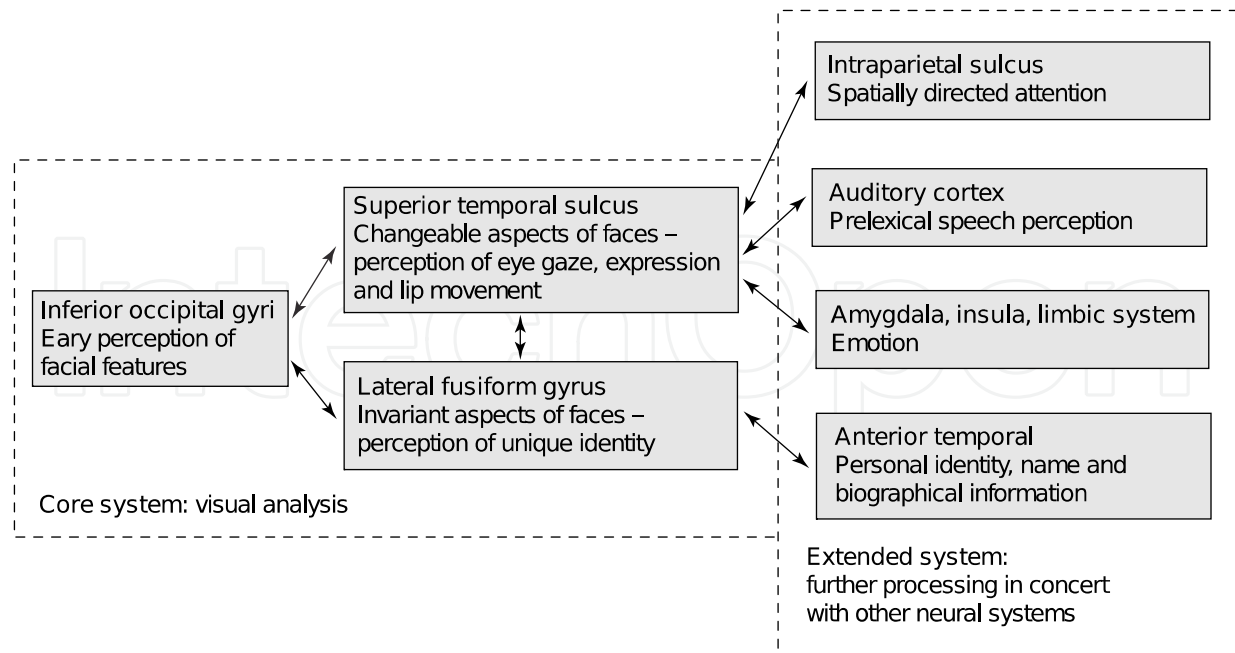 Intraparietal sulcus
Spatially directed attention
Auditory cortex
Prelexical speech perception
Superior temporal sulcus
Changeable aspects of faces –
perception of eye gaze, expression
and lip movement
Inferior occipital gyri
Eary perception of
facial features
Amygdala, insula, limbic system
Emotion
Lateral fusiform gyrus
Invariant aspects of faces –
perception of unique identity
Anterior temporal
Personal identity, name and
biographical information
Core system: visual analysis
Extended system:
further processing in concert
with other neural systems
IntechOpen